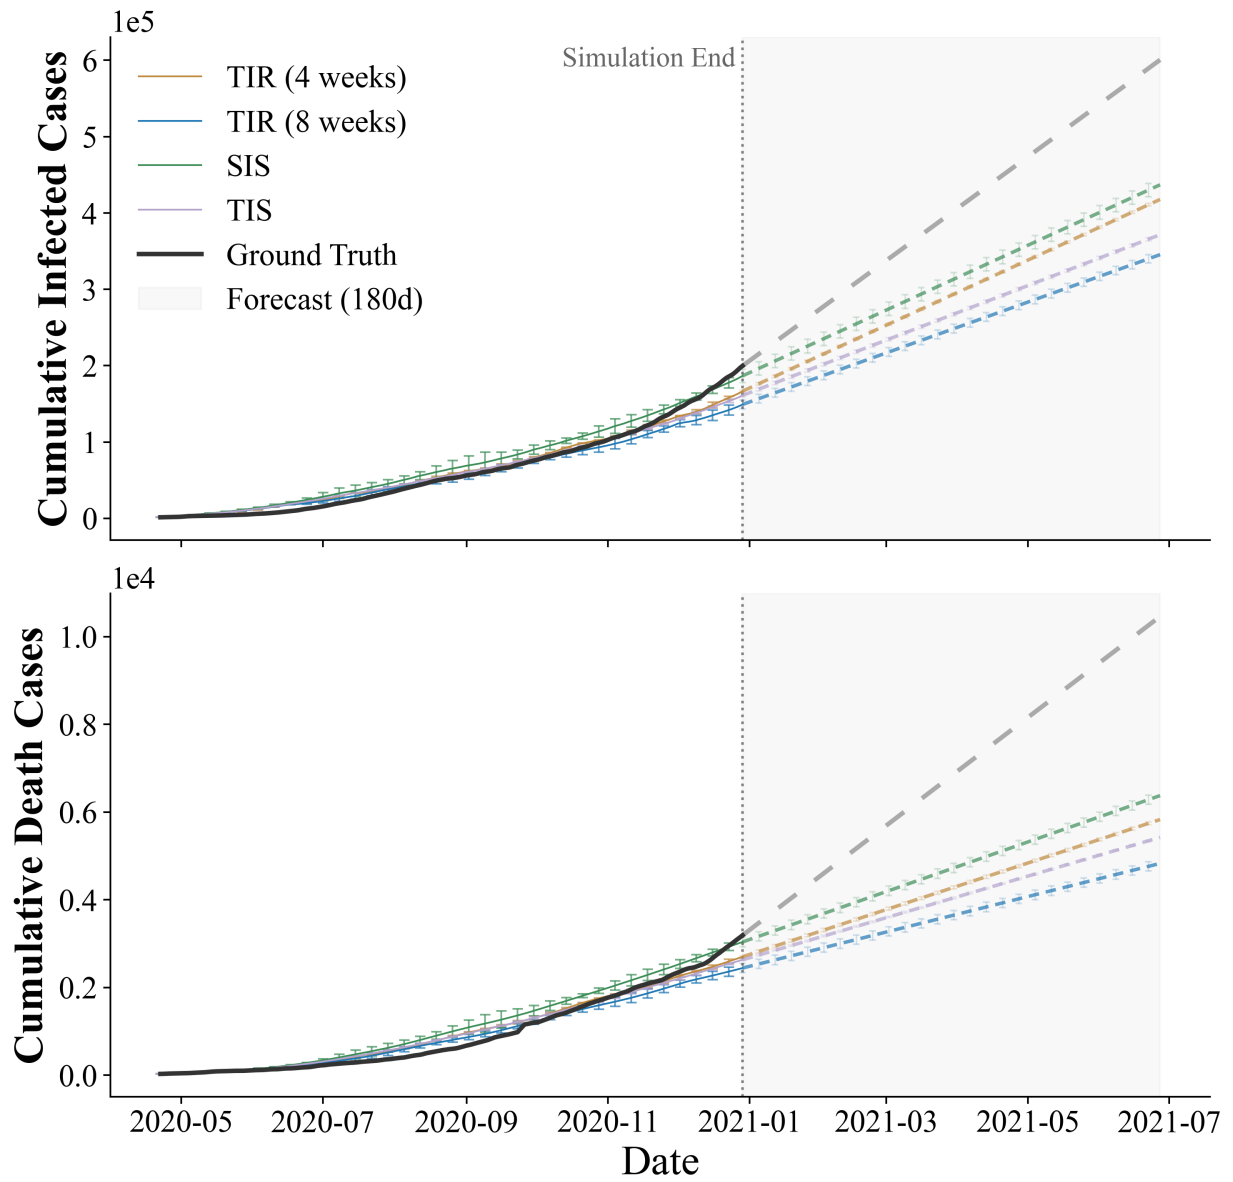 1e5
Cumulative Infected Cases
6
5
4
3
2
1
0
Simulation End
TIR (4 weeks)
TIR (8 weeks)
SIS
TIS
Ground Truth
Forecast (180d)
1e4
Cumulative Death Cases
1.0
0.8
0.6
0.4
0.2
0.0
2020-05 2020-07 2020-09 2020-11 2021-01 2021-03 2021-05 2021-07
Date